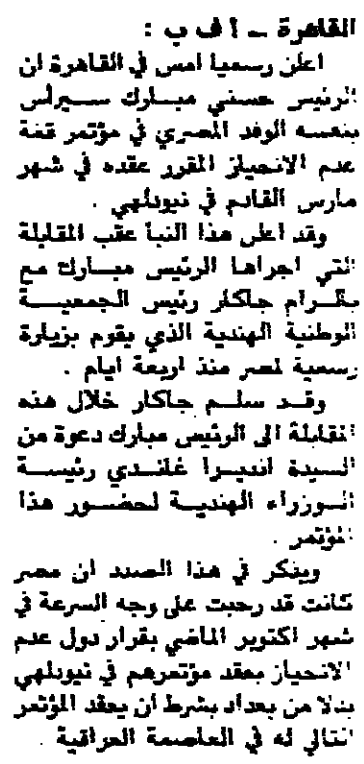 القاهرة ــ أ ف ب :
اعلن رسميا امس في القاهرة ان
الرئيس حسني مبارك سيرأس
بنفسه الوفد المصري في مؤتمر قمة
عدم الانحياز المقرر عقده في شهر
مارس القادم في نيودلهي .
وقد اعلن هذا النبأ عقب المقابلة
التي اجراها الرئيس مبارك مع
بالرام جاكار رئيس الجمعية
الوطنية الهندية الذي يقوم بزيارة
رسمية لمصر منذ اربعة ايام .
وقد سلم جاكار خلال هذه
المقابلة الى الرئيس مبارك دعوة من
السيدة انديرا غاندي رئيسة
الوزراء الهندية لحضور هذا
المؤتمر .
ويذكر في هذا الصدد ان مصر
كانت قد رحبت على وجه السرعة في
شهر اكتوبر الماضي بقرار دول عدم
الانحياز بعقد مؤتمرهم في نيودلهي
بدلا من بغداد بشرط ان يعقد المؤتمر
التالي له في العاصمة العراقية .